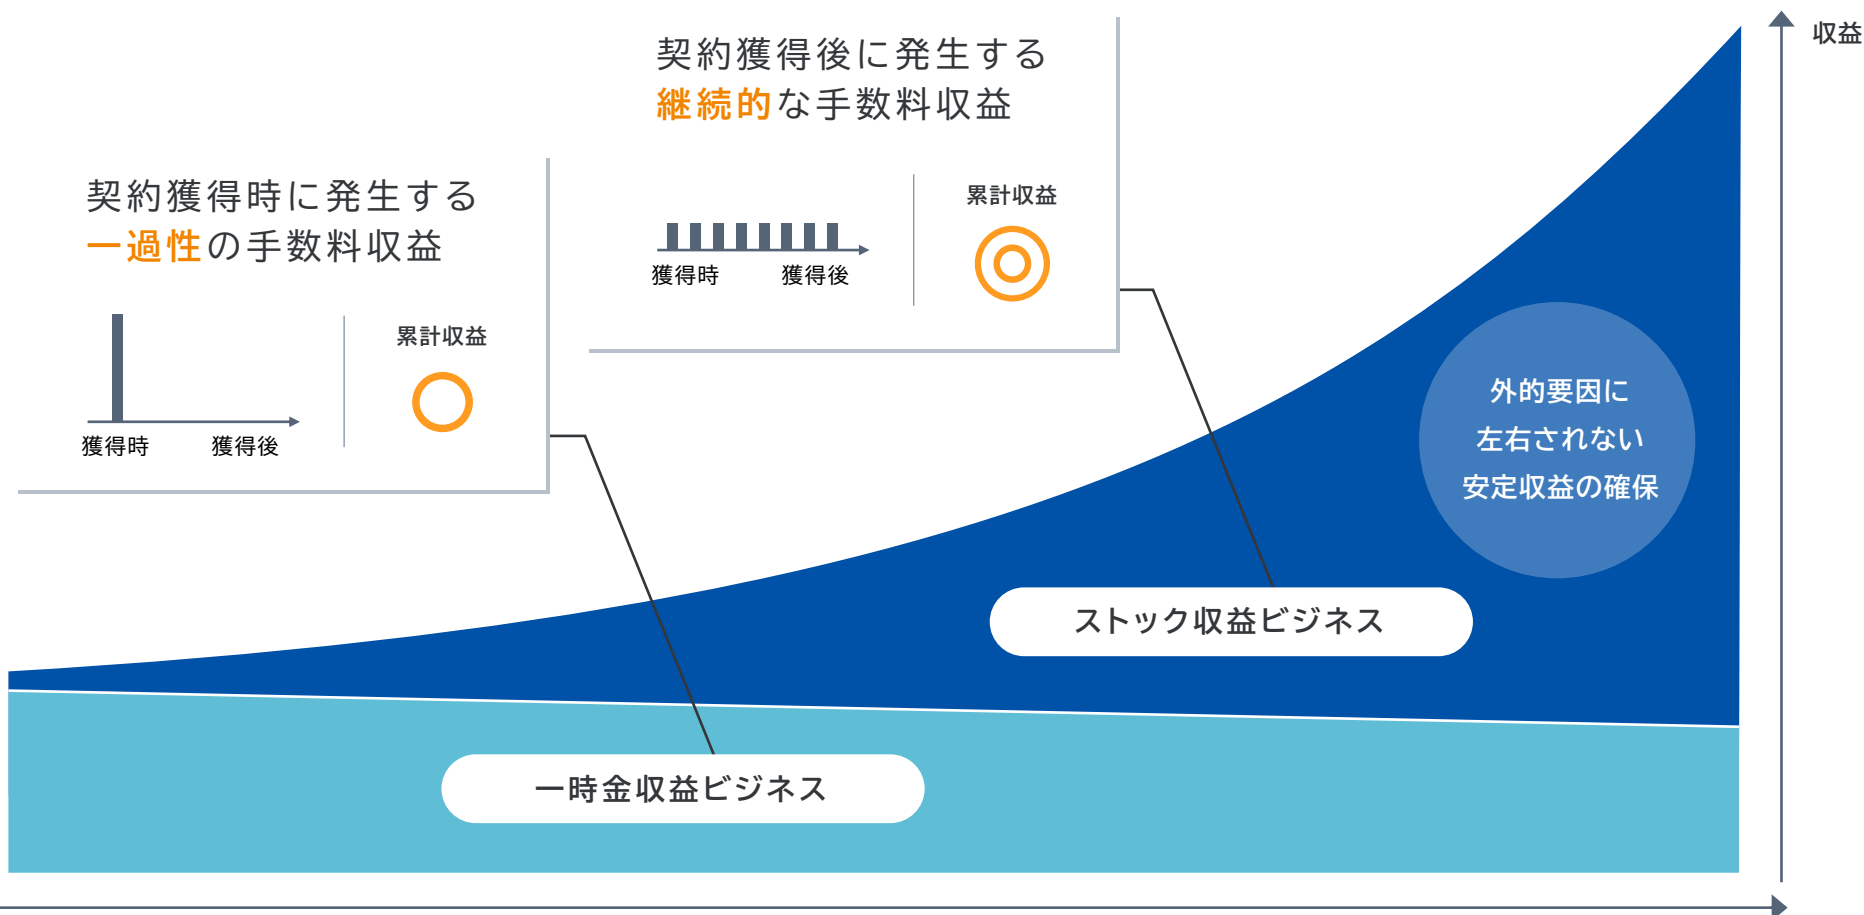 契約獲得時に発生する
一過性の手数料収益
累計収益
獲得時
獲得後
契約獲得後に発生する
継続的な手数料収益
累計収益
獲得時
獲得後
収益
外的要因に
左右されない
安定収益の確保
ストック収益ビジネス
一時金収益ビジネス